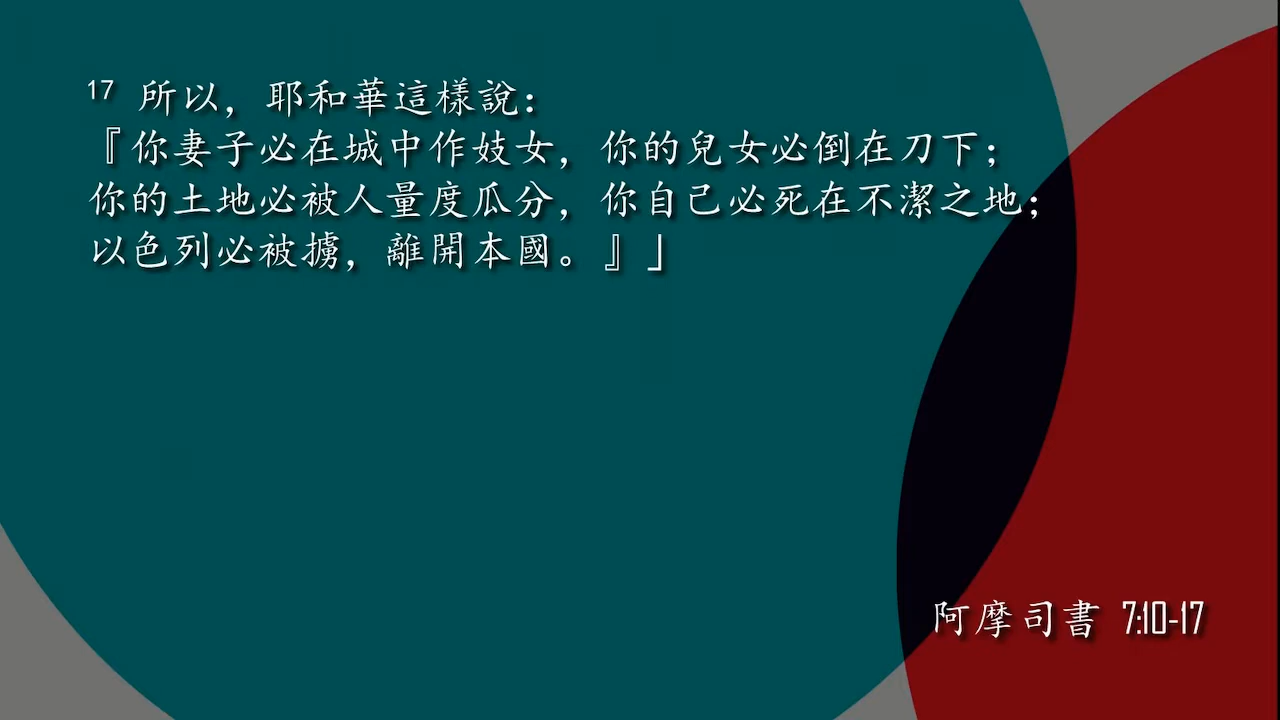 17 所以，耶和華這樣說：
『你妻子必在城中作妓女，你的兒女必倒在刀下；
你的土地必被人量度瓜分，你自己必死在不潔之地；
以色列必被擄，離開本國。』」
阿摩司書 7:10-17